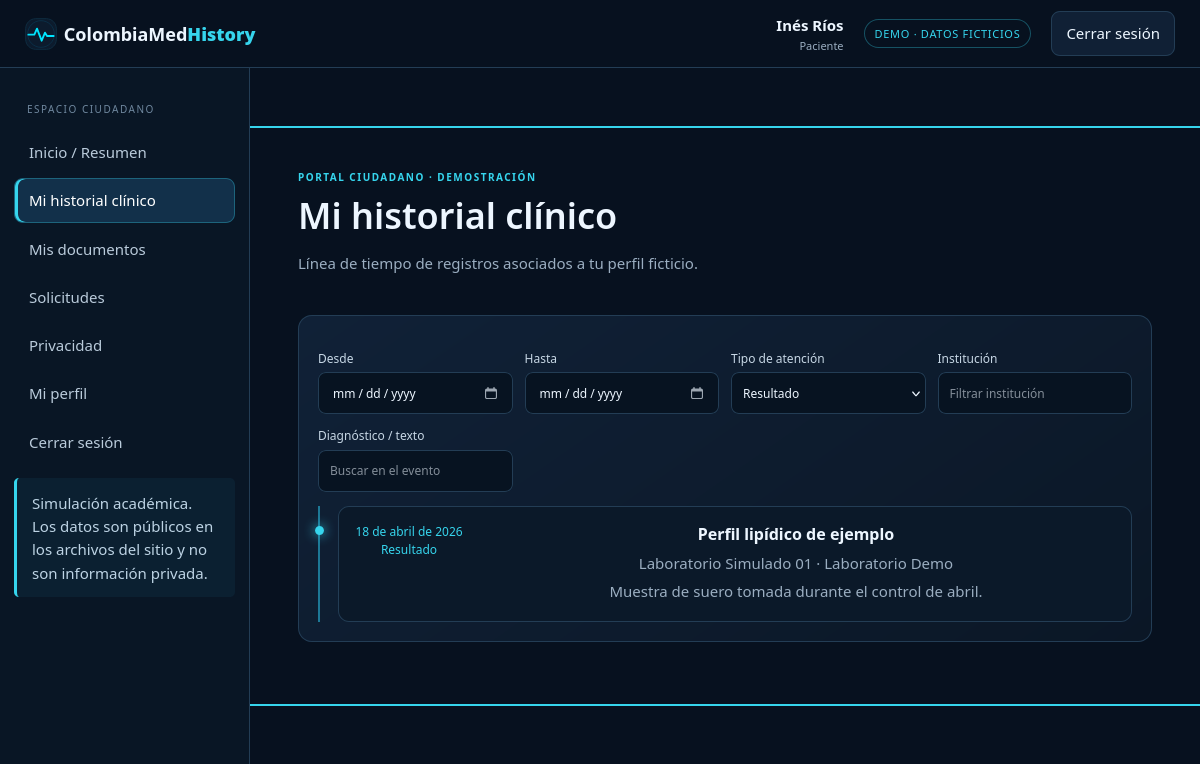 ColombiaMedHistory
Inés Ríos
Paciente
DEMO · DATOS FICTICIOS
Cerrar sesión
ESPACIO CIUDADANO
Inicio / Resumen
Mi historial clínico
Mis documentos
Solicitudes
Privacidad
Mi perfil
Cerrar sesión
Simulación académica.
Los datos son públicos en
los archivos del sitio y no
son información privada.
PORTAL CIUDADANO · DEMOSTRACIÓN
Mi historial clínico
Línea de tiempo de registros asociados a tu perfil ficticio.
Desde
Hasta
Tipo de atención
Institución
mm / dd / yyyy
mm / dd / yyyy
Resultado
Filtrar institución
Diagnóstico / texto
Buscar en el evento
18 de abril de 2026
Resultado
Perfil lipídico de ejemplo
Laboratorio Simulado 01 · Laboratorio Demo
Muestra de suero tomada durante el control de abril.